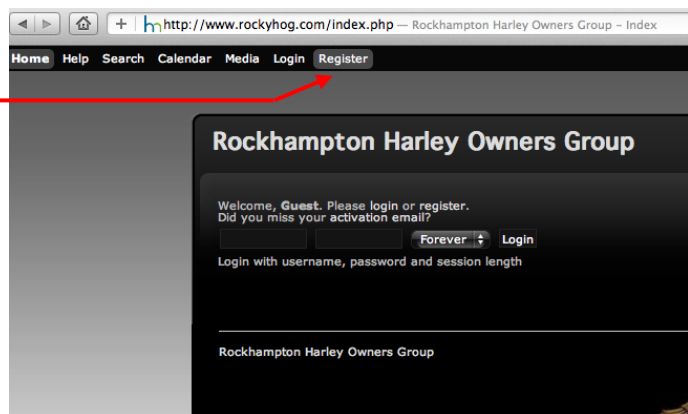 http://www.rockyhog.com/index.php — Rockhampton Harley Owners Group – Index
Home Help Search Calendar Media Login Register
Rockhampton Harley Owners Group
Welcome, Guest. Please login or register.
Did you miss your activation email?
Forever Login
Login with username, password and session length
Rockhampton Harley Owners Group